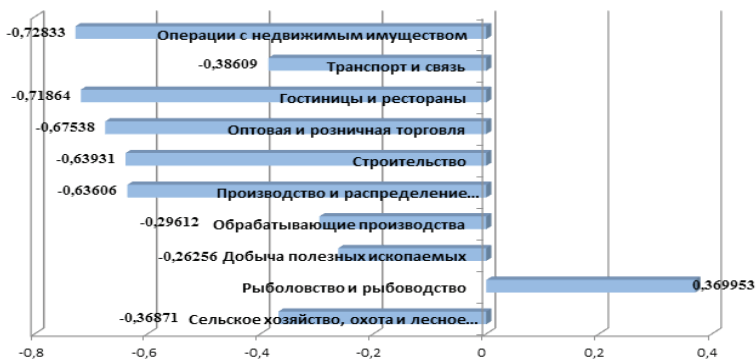 -0,72833 Операции с недвижимым имуществом
-0,38609 Транспорт и связь
-0,71864 Гостиницы и рестораны
-0,67538 Оптовая и розничная торговля
-0,63931 Строительство
-0,63606 Производство и распределение...
-0,29612 Обрабатывающие производства
-0,26256 Добыча полезных ископаемых
Рыболовство и рыбоводство 0,369953
-0,36871 Сельское хозяйство, охота и лесное...
-0,8 -0,6 -0,4 -0,2 0 0,2 0,4